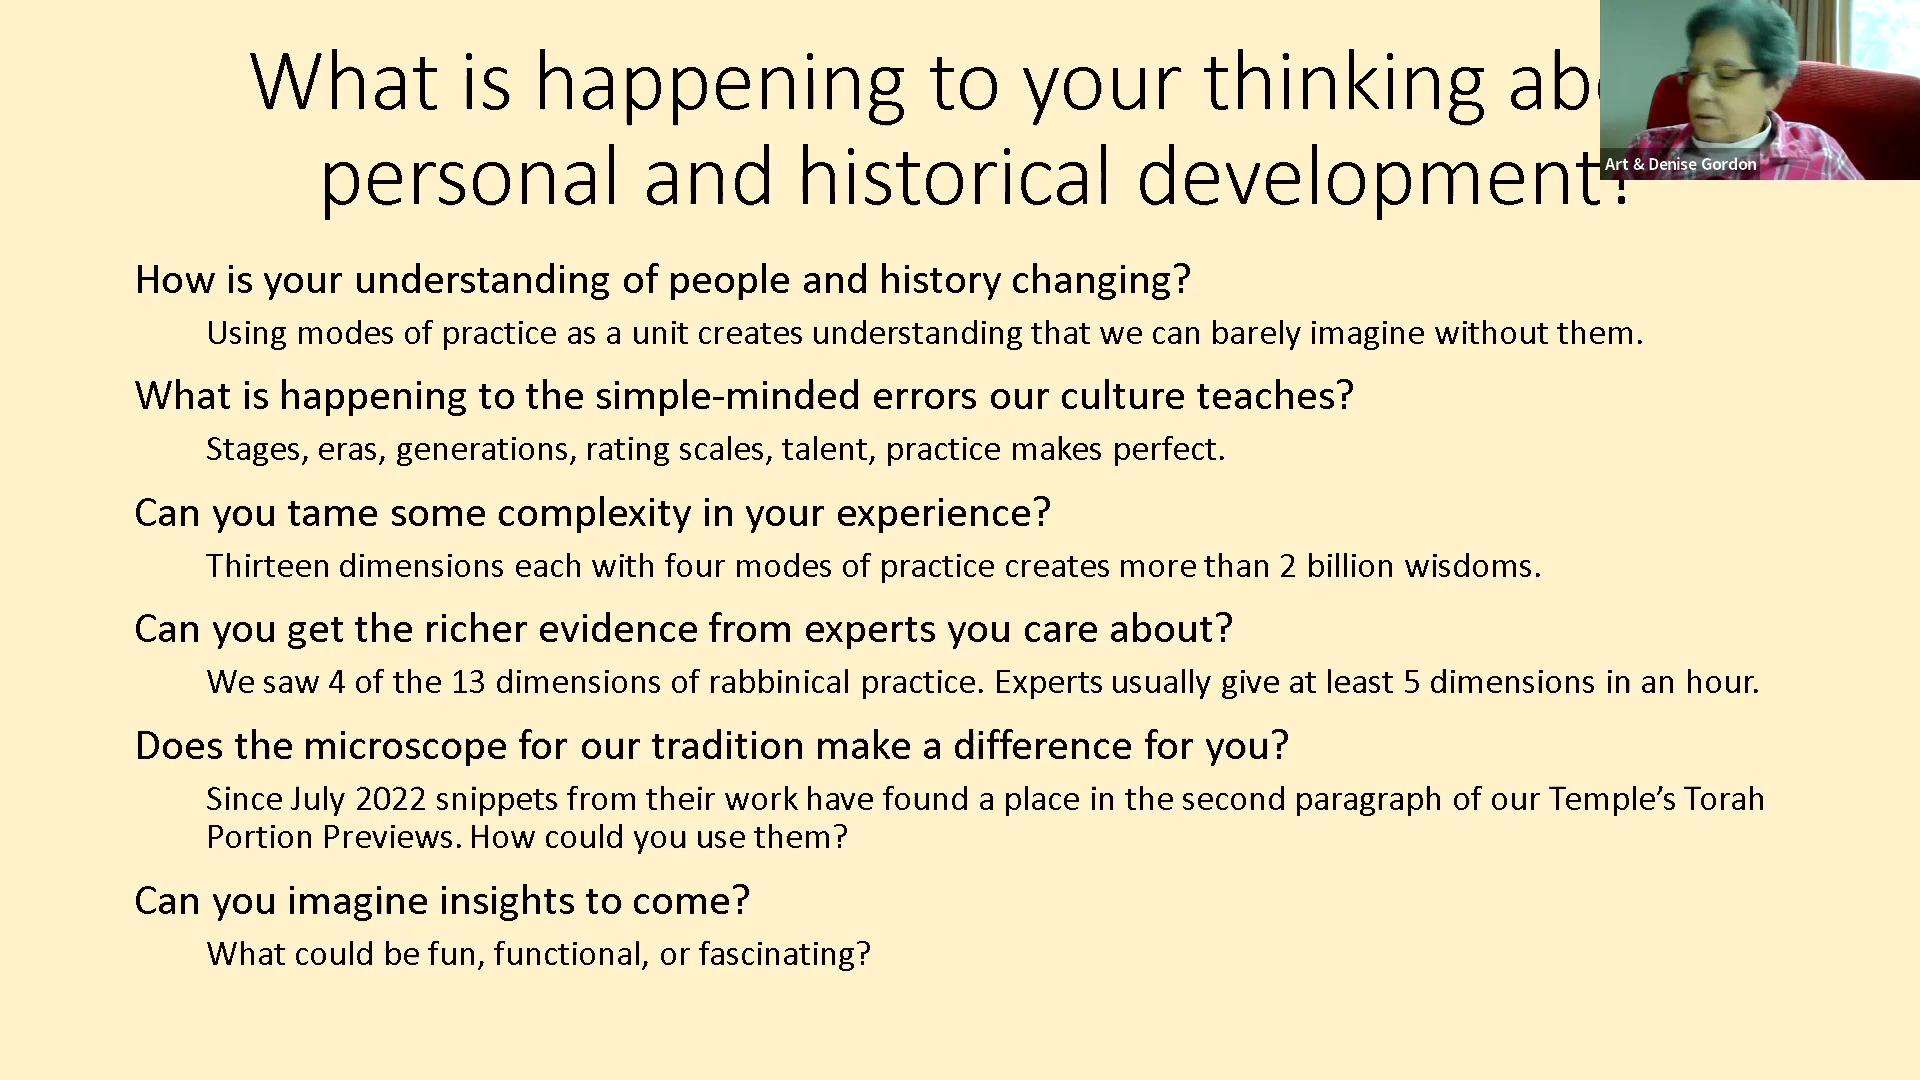 What is happening to your thinking
personal and historical development?
Art & Denise Gordon
How is your understanding of people and history changing?
Using modes of practice as a unit creates understanding that we can barely imagine without them.
What is happening to the simple-minded errors our culture teaches?
Stages, eras, generations, rating scales, talent, practice makes perfect.
Can you tame some complexity in your experience?
Thirteen dimensions each with four modes of practice creates more than 2 billion wisdoms.
Can you get the richer evidence from experts you care about?
We saw 4 of the 13 dimensions of rabbinical practice. Experts usually give at least 5 dimensions in an hour.
Does the microscope for our tradition make a difference for you?
Since July 2022 snippets from their work have found a place in the second paragraph of our Temple’s Torah
Portion Previews. How could you use them?
Can you imagine insights to come?
What could be fun, functional, or fascinating?